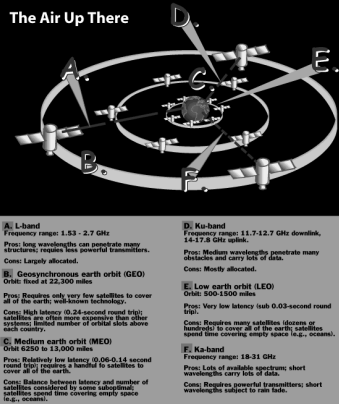 The Air Up There
D.
A.
C.
E.
B.
F.
A. L-band
Frequency range: 1.53 - 2.7 GHz
Pros: long wavelengths can penetrate many
structures; requires less powerful transmitters.
Cons: Largely allocated.
B. Geosynchronous earth orbit (GEO)
Orbit: fixed at 22,300 miles
Pros: Requires only very few satellites to cover
all of the earth; well-known technology.
Cons: High latency (0.24-second round trip);
satellites are often more expensive than other
systems; limited number of orbital slots above
each country.
C. Medium earth orbit (MEO)
Orbit 6250 to 13,000 miles
Pros: Relatively low latency (0.06-0.14 second
round trip); requires a handful to satellites to
cover all of the earth.
Cons: Balance between latency and number of
satellites considered by some suboptimal;
satellites spend time covering empty space
(e.g., oceans).
D. Ku-band
Frequency range: 11.7-12.7 GHz downlink,
14-17.8 GHz uplink.
Pros: Medium wavelengths penetrate many
obstacles and carry lots of data.
Cons: Mostly allocated.
E. Low earth orbit (LEO)
Orbit: 500-1500 miles
Pros: Very low latency (sub 0.03-second round
trip).
Cons: Requires many satellites (dozens or
hundreds) to cover all of the earth; satellites
spend time covering empty space (e.g., oceans).
F. Ka-band
Frequency range: 18-31 GHz
Pros: Lots of available spectrum; short
wavelengths carry lots of data.
Cons: Requires powerful transmitters; short
wavelengths subject to rain fade.